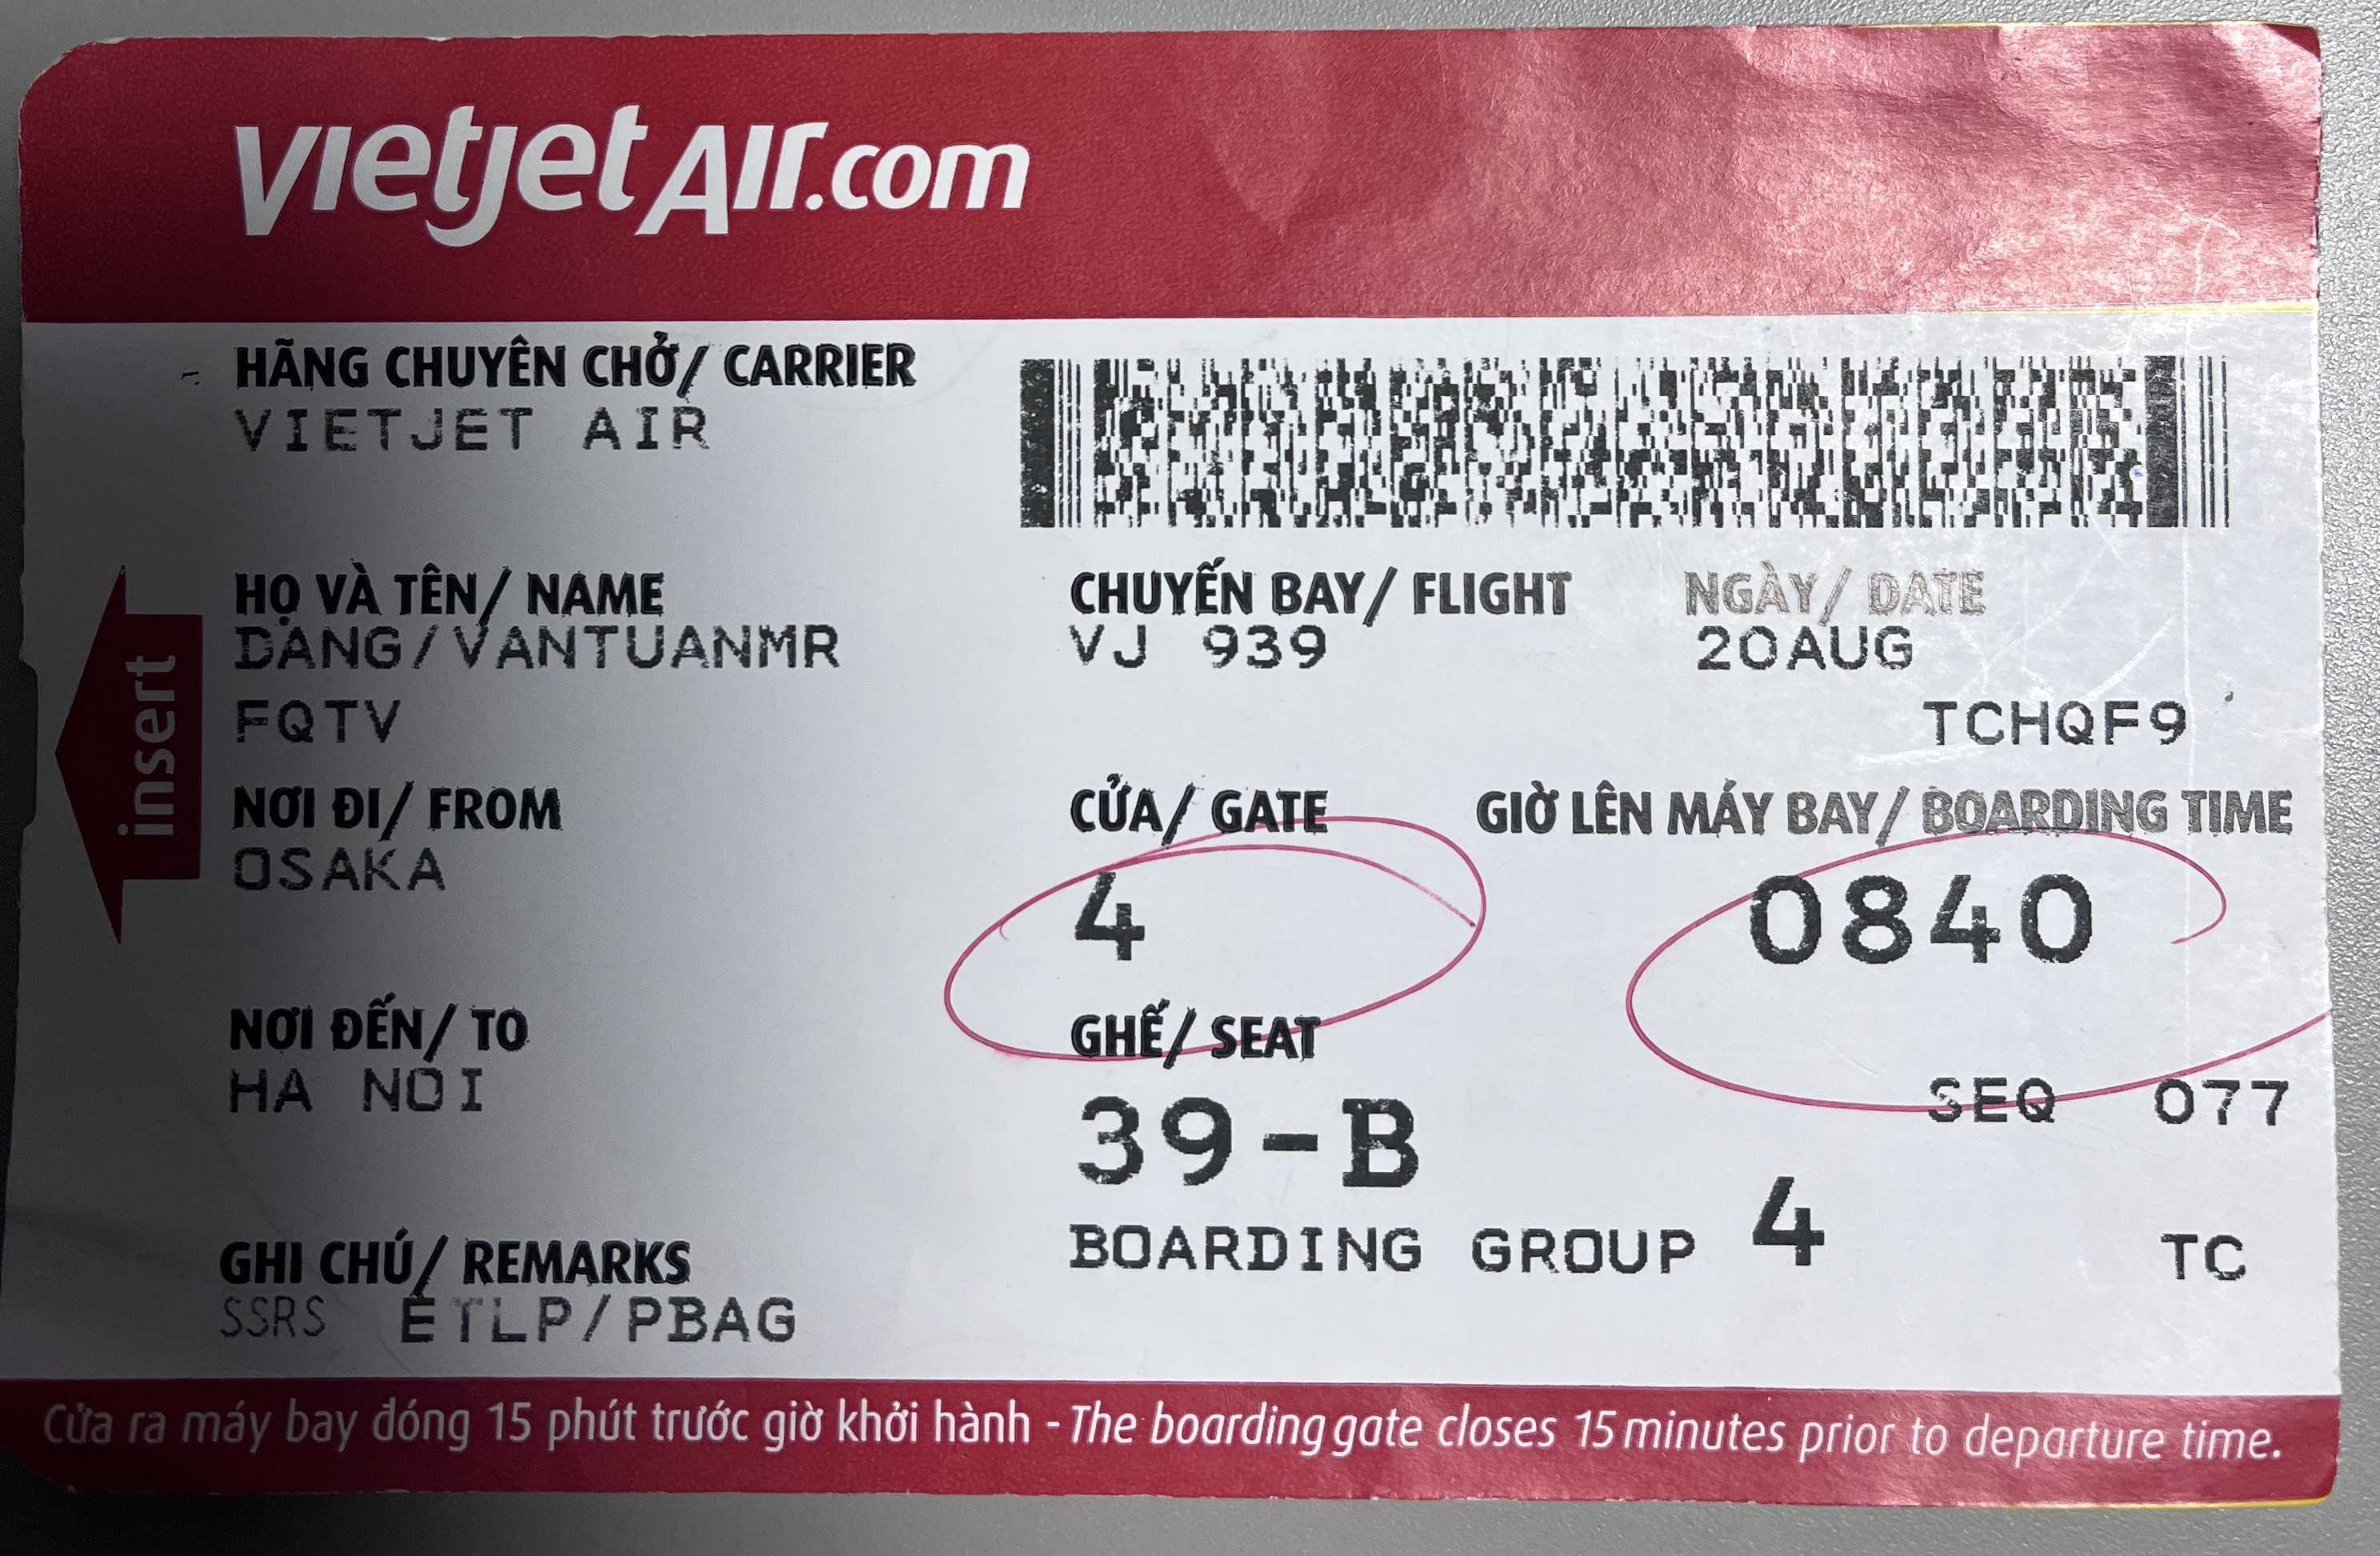 vietjetAir.com
HÃNG CHUYÊN CHỞ/ CARRIER
VIETJET AIR
HỌ VÀ TÊN/ NAME
DANG/VANTUANMR
CHUYẾN BAY/ FLIGHT
VJ 939
NGÀY/ DATE
20AUG
FQTV
TCHQF9
insert
NƠI ĐI/ FROM
OSAKA
CỬA/ GATE
4
GIỜ LÊN MÁY BAY/ BOARDING TIME
0840
NƠI ĐẾN/ TO
HA NOI
GHẾ/ SEAT
39-B
SEQ 077
BOARDING GROUP 4
TC
GHI CHÚ/ REMARKS
SSRS ETLP/PBAG
Cửa ra máy bay đóng 15 phút trước giờ khởi hành - The boarding gate closes 15 minutes prior to departure time.